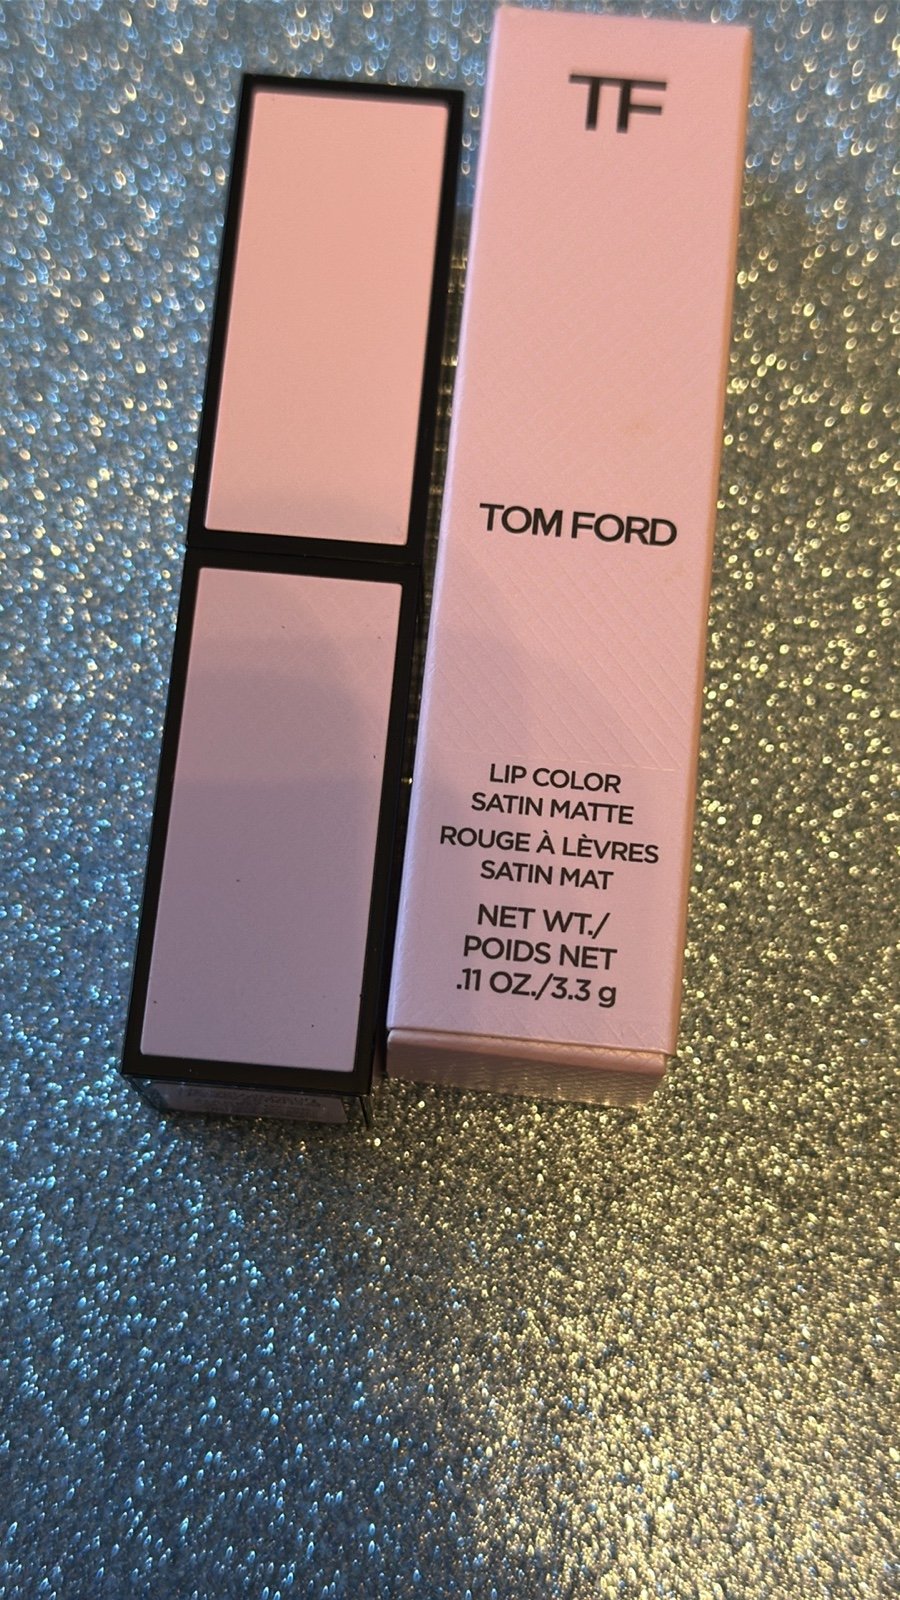 TF
TOM FORD
LIP COLOR
SATIN MATTE
ROUGE À LÈVRES
SATIN MAT
NET WT./
POIDS NET
.11 OZ./3.3 g